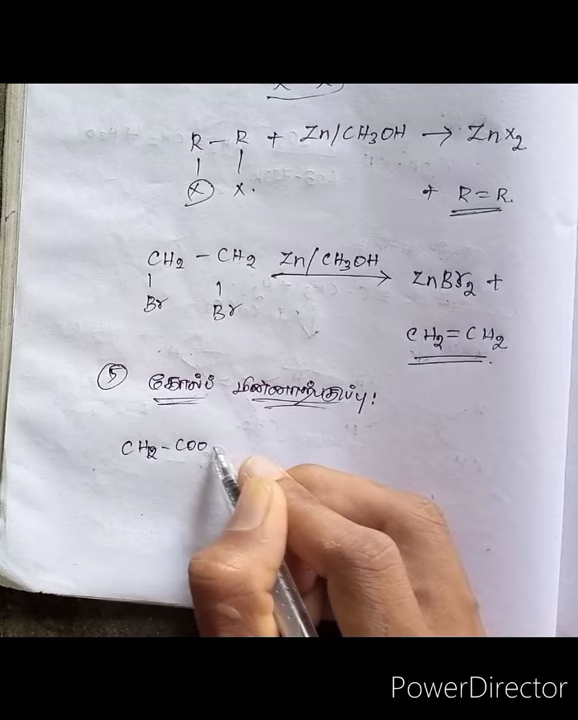 R - R + Zn/CH3OH → ZnX2
X X.
+ R = R.
CH2 - CH2 Zn/CH3OH → ZnBr2 +
Br Br
CH2 = CH2.
⑤ கோல்ப் மின்னாற்பகுப்பு!
CH2 - COO
PowerDirector